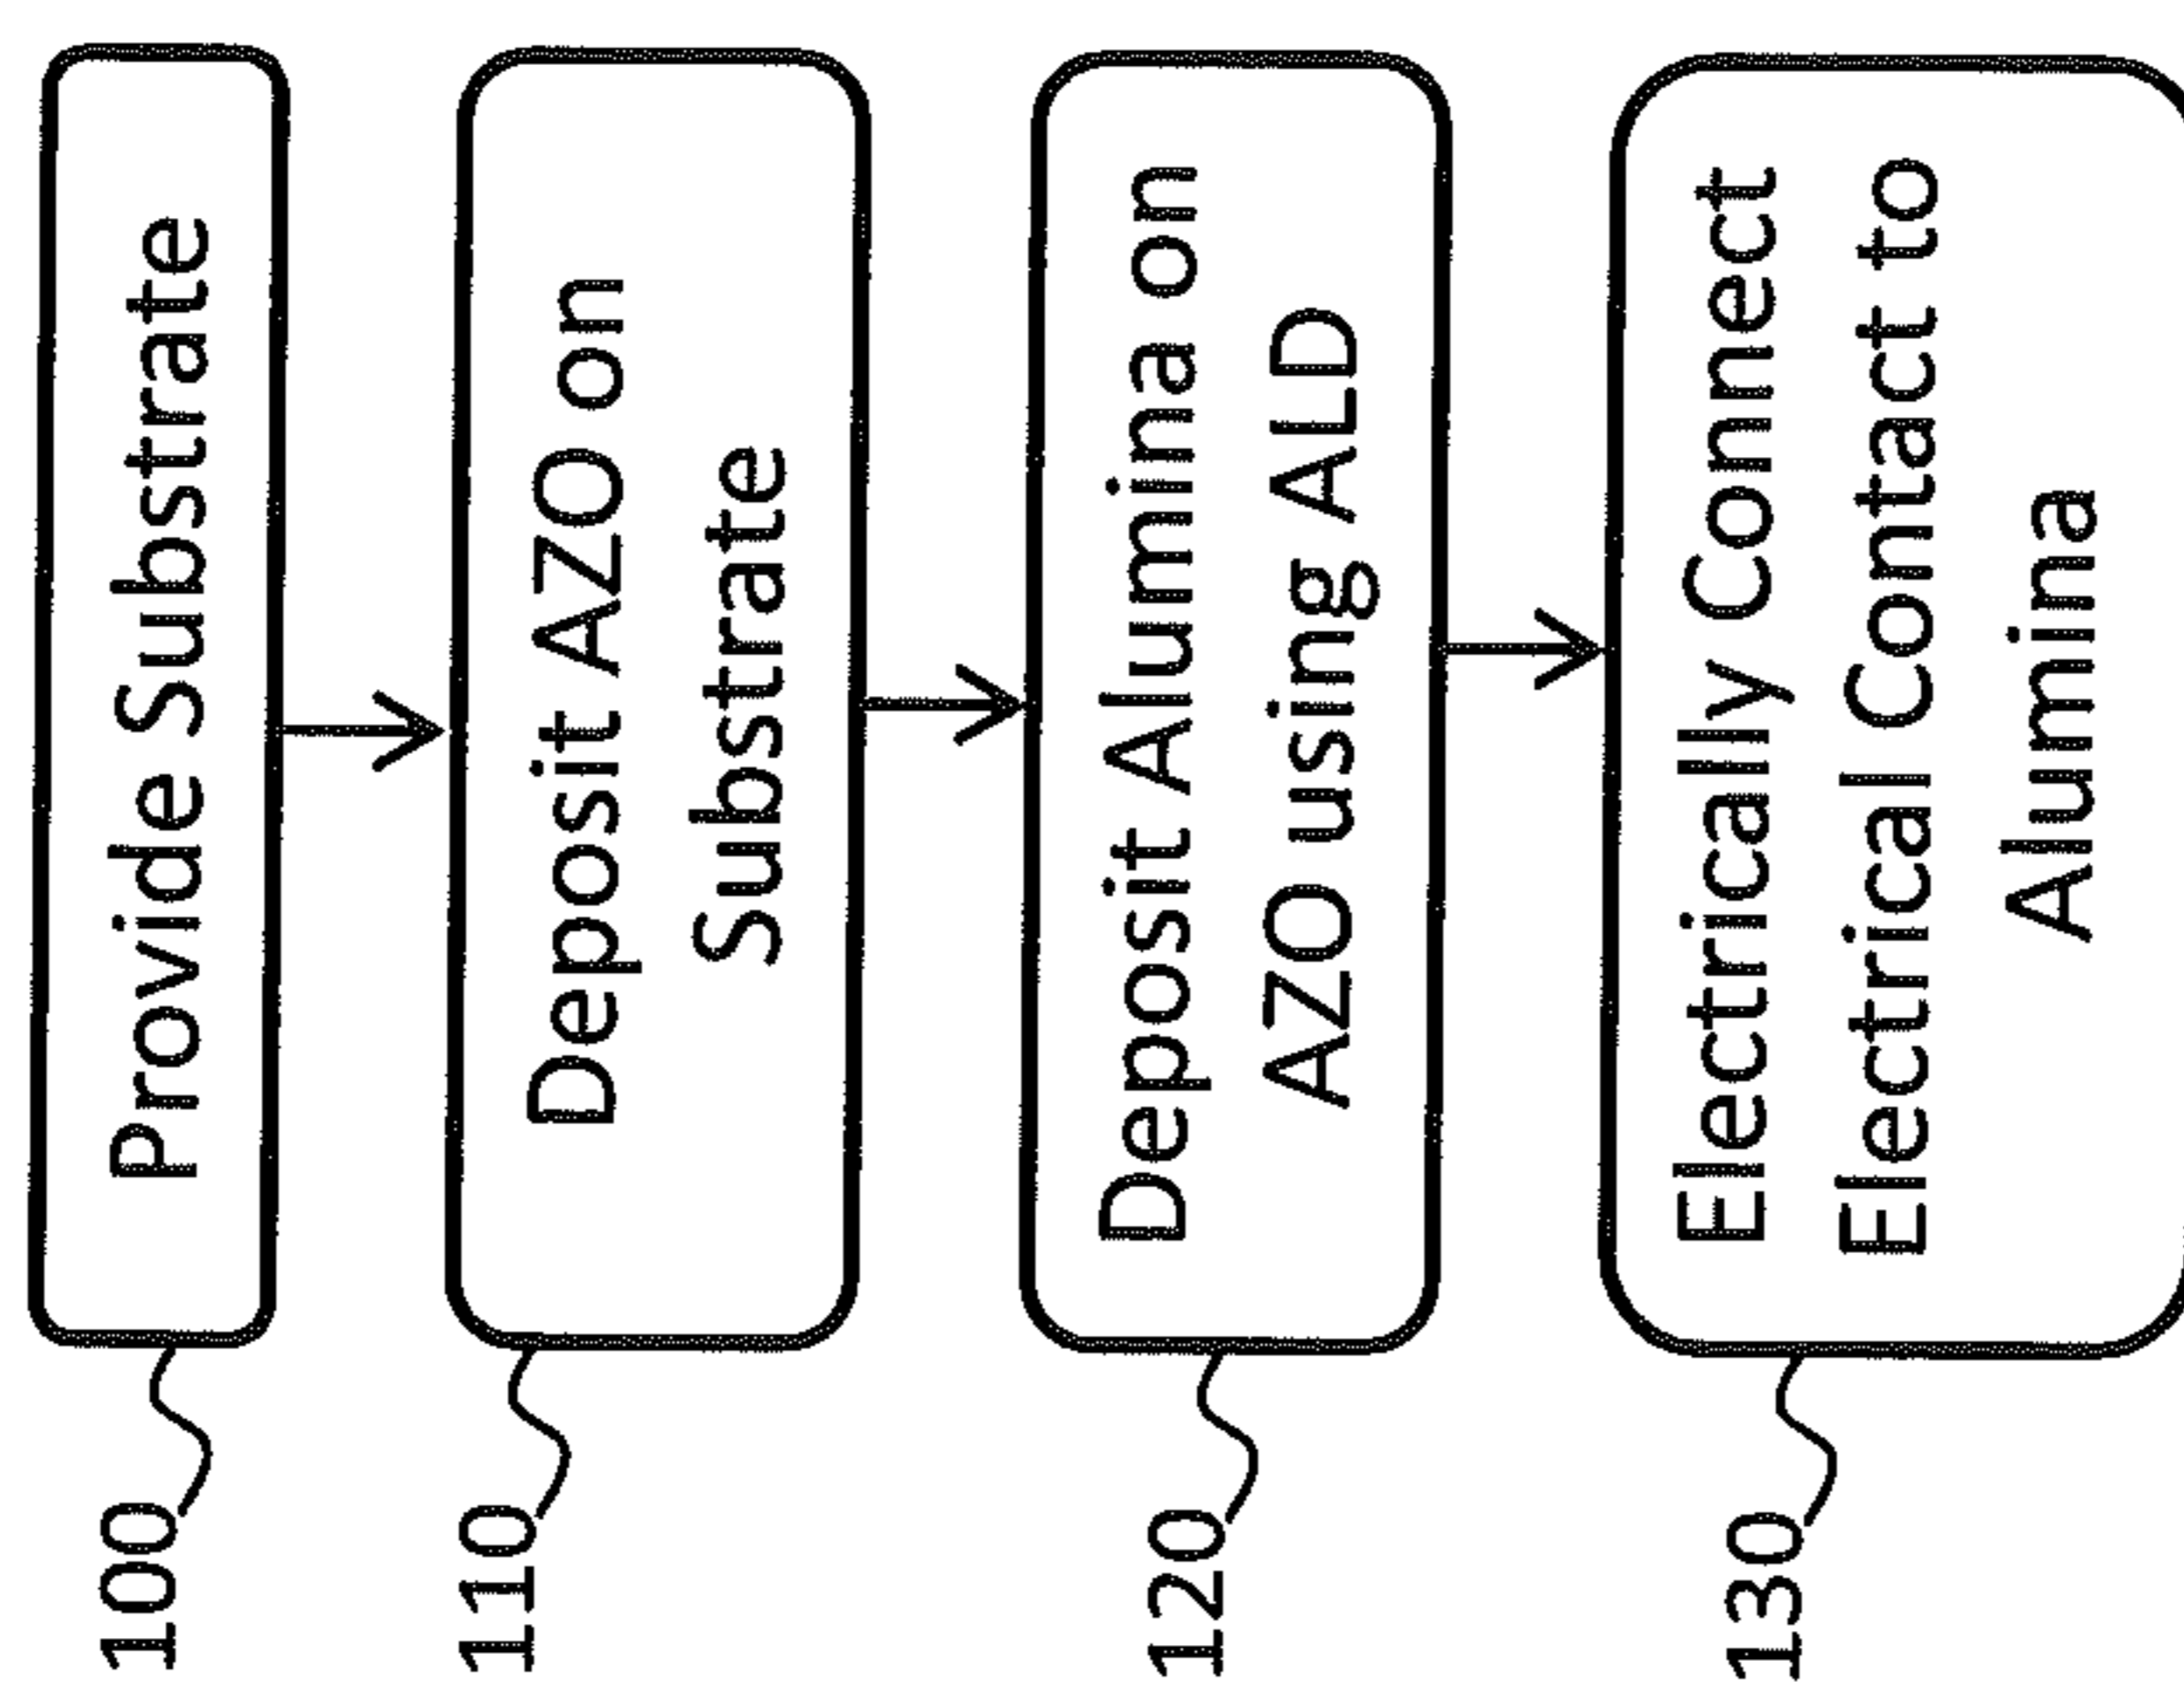 100
Provide Substrate
110
Deposit AZO on
Substrate
120
Deposit Alumina on
AZO using ALD
130
Electrically Connect
Electrical Contact to
Alumina